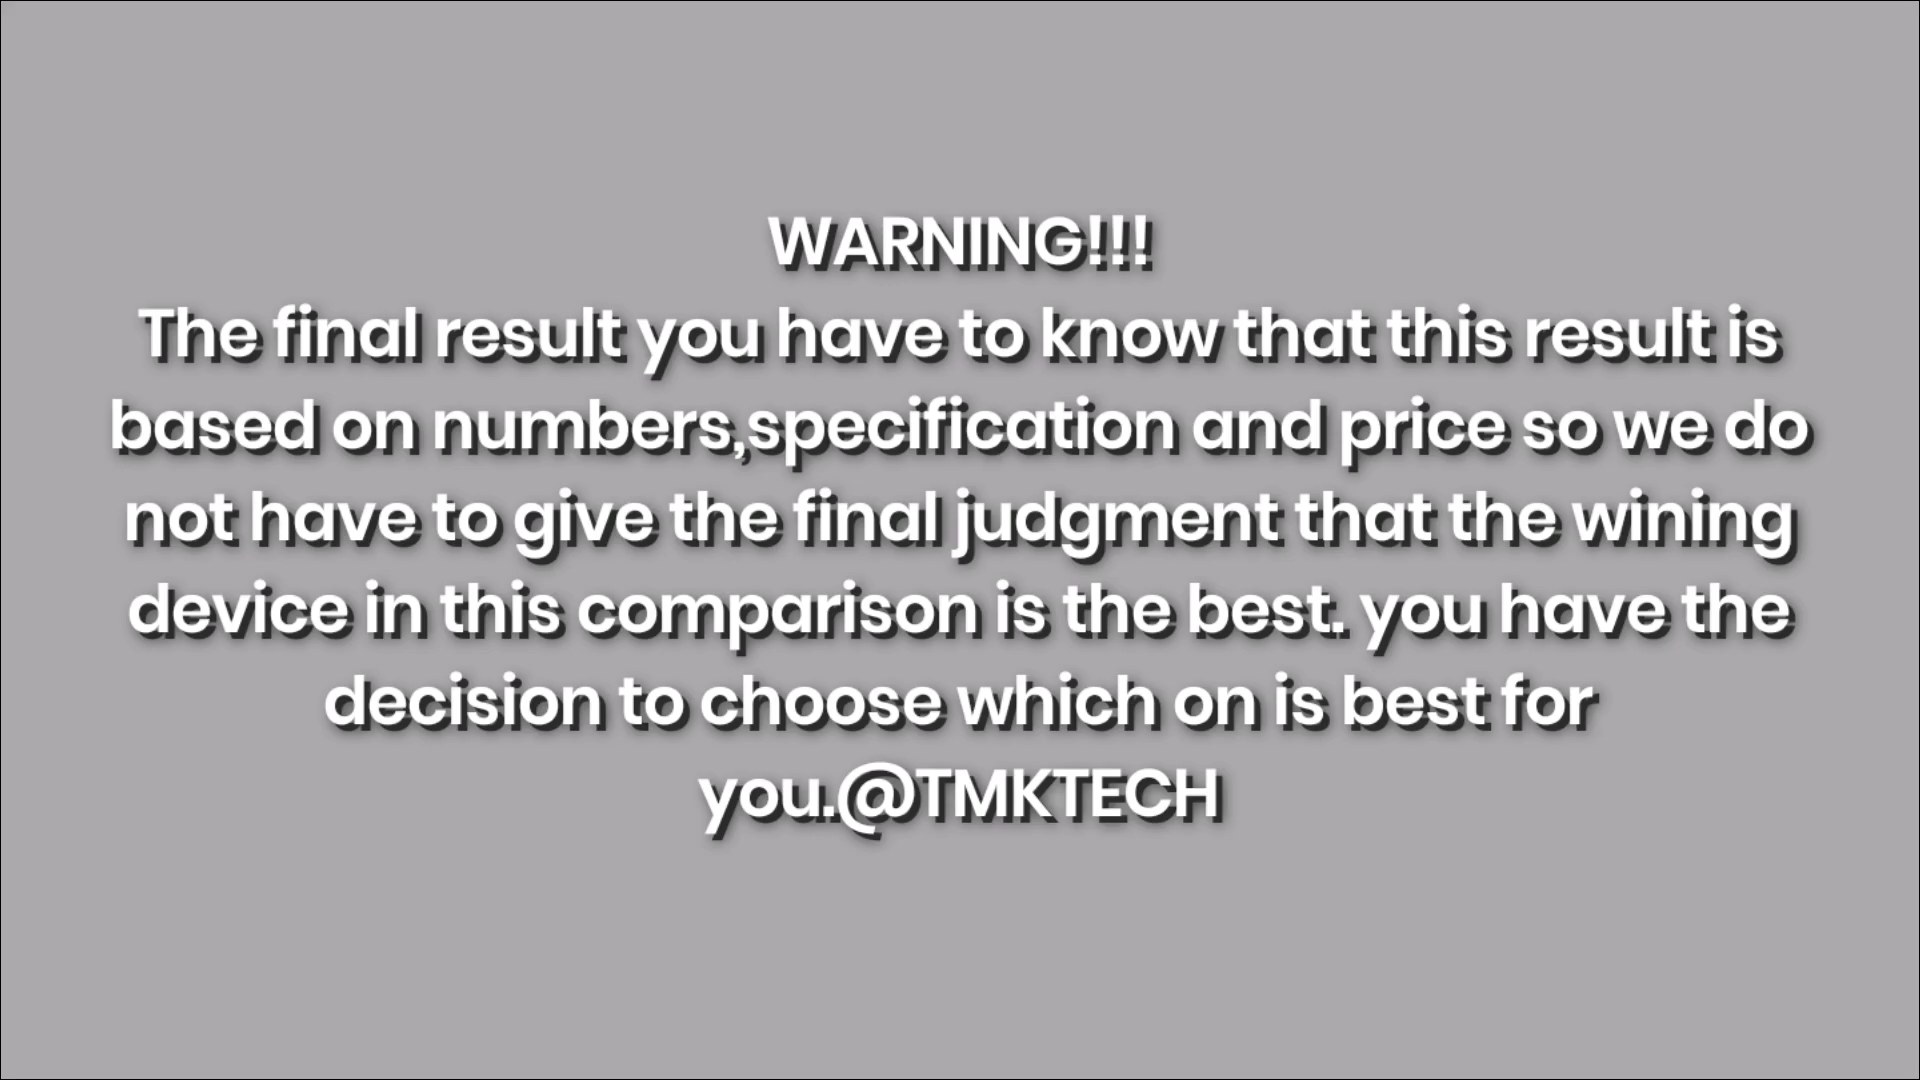 WARNING!!!
The final result you have to know that this result is
based on numbers,specification and price so we do
not have to give the final judgment that the wining
device in this comparison is the best. you have the
decision to choose which on is best for
you.@TMKTECH